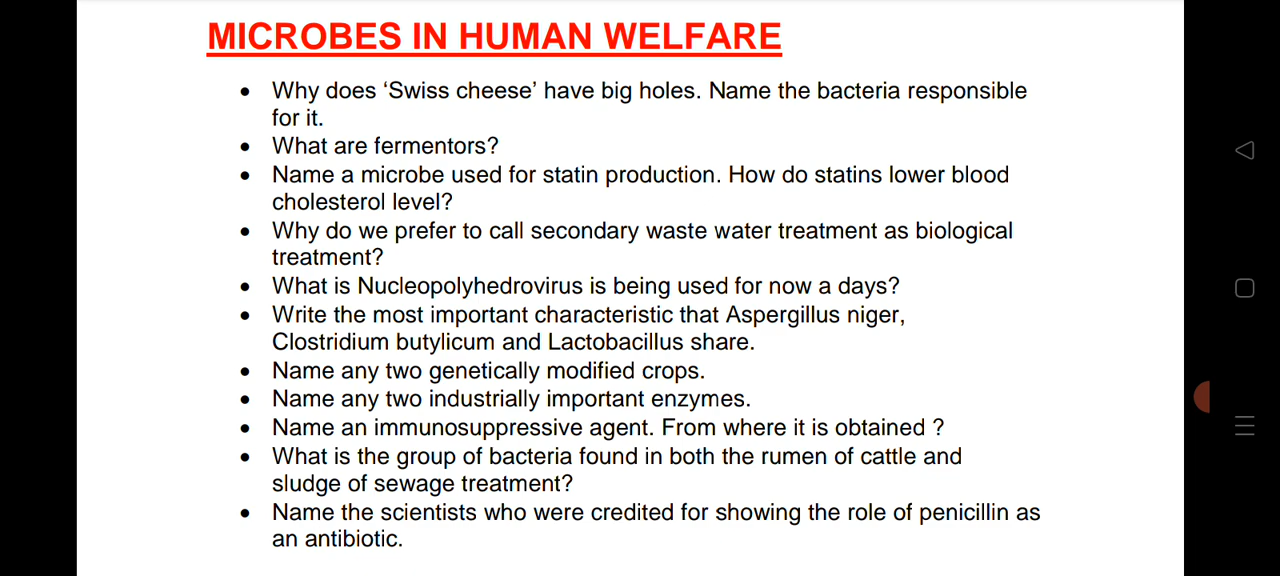 MICROBES IN HUMAN WELFARE
• Why does ‘Swiss cheese’ have big holes. Name the bacteria responsible
for it.
• What are fermentors?
• Name a microbe used for statin production. How do statins lower blood
cholesterol level?
• Why do we prefer to call secondary waste water treatment as biological
treatment?
• What is Nucleopolyhedrovirus is being used for now a days?
• Write the most important characteristic that Aspergillus niger,
Clostridium butylicum and Lactobacillus share.
• Name any two genetically modified crops.
• Name any two industrially important enzymes.
• Name an immunosuppressive agent. From where it is obtained ?
• What is the group of bacteria found in both the rumen of cattle and
sludge of sewage treatment?
• Name the scientists who were credited for showing the role of penicillin as
an antibiotic.